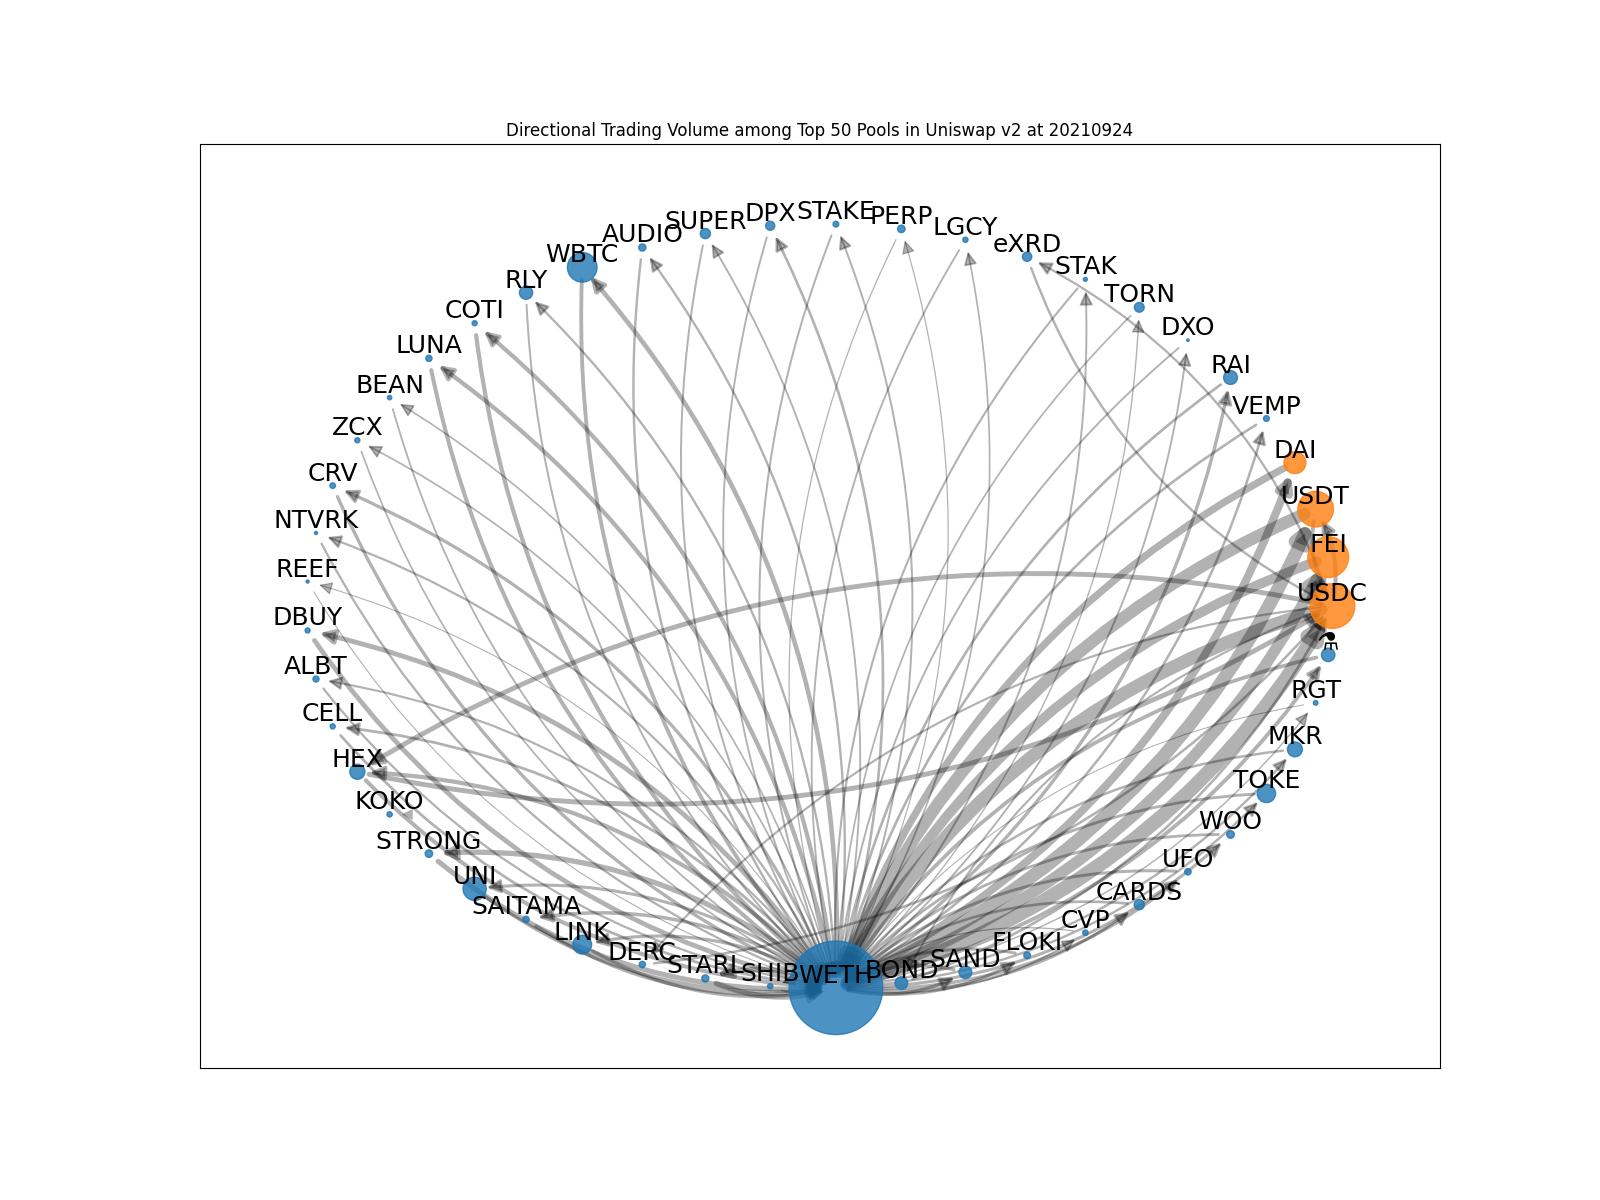 Directional Trading Volume among Top 50 Pools in Uniswap v2 at 20210924
STAKE
DPX
PERP
SUPER
LGCY
AUDIO
eXRD
WBTC
STAK
RLY
TORN
COTI
DXO
LUNA
RAI
BEAN
VEMP
ZCX
DAI
CRV
USDT
NTVRK
FEI
REEF
USDC
DBUY
⚗
ALBT
RGT
CELL
MKR
HEX
TOKE
KOKO
WOO
STRONG
UFO
UNI
CARDS
SAITAMA
CVP
LINK
FLOKI
DERC
SAND
STARL
SHIB
WETH
BOND